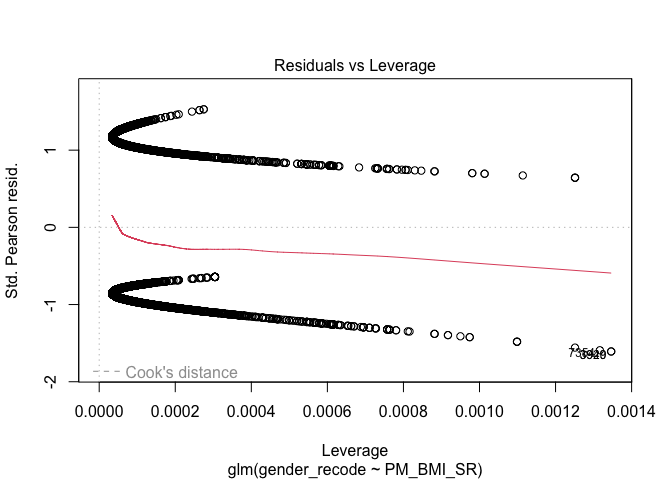 Residuals vs Leverage
Std. Pearson resid.
1
0
-1
-2
Cook's distance
0.0000 0.0002 0.0004 0.0006 0.0008 0.0010 0.0012 0.0014
Leverage
glm(gender_recode ~ PM_BMI_SR)